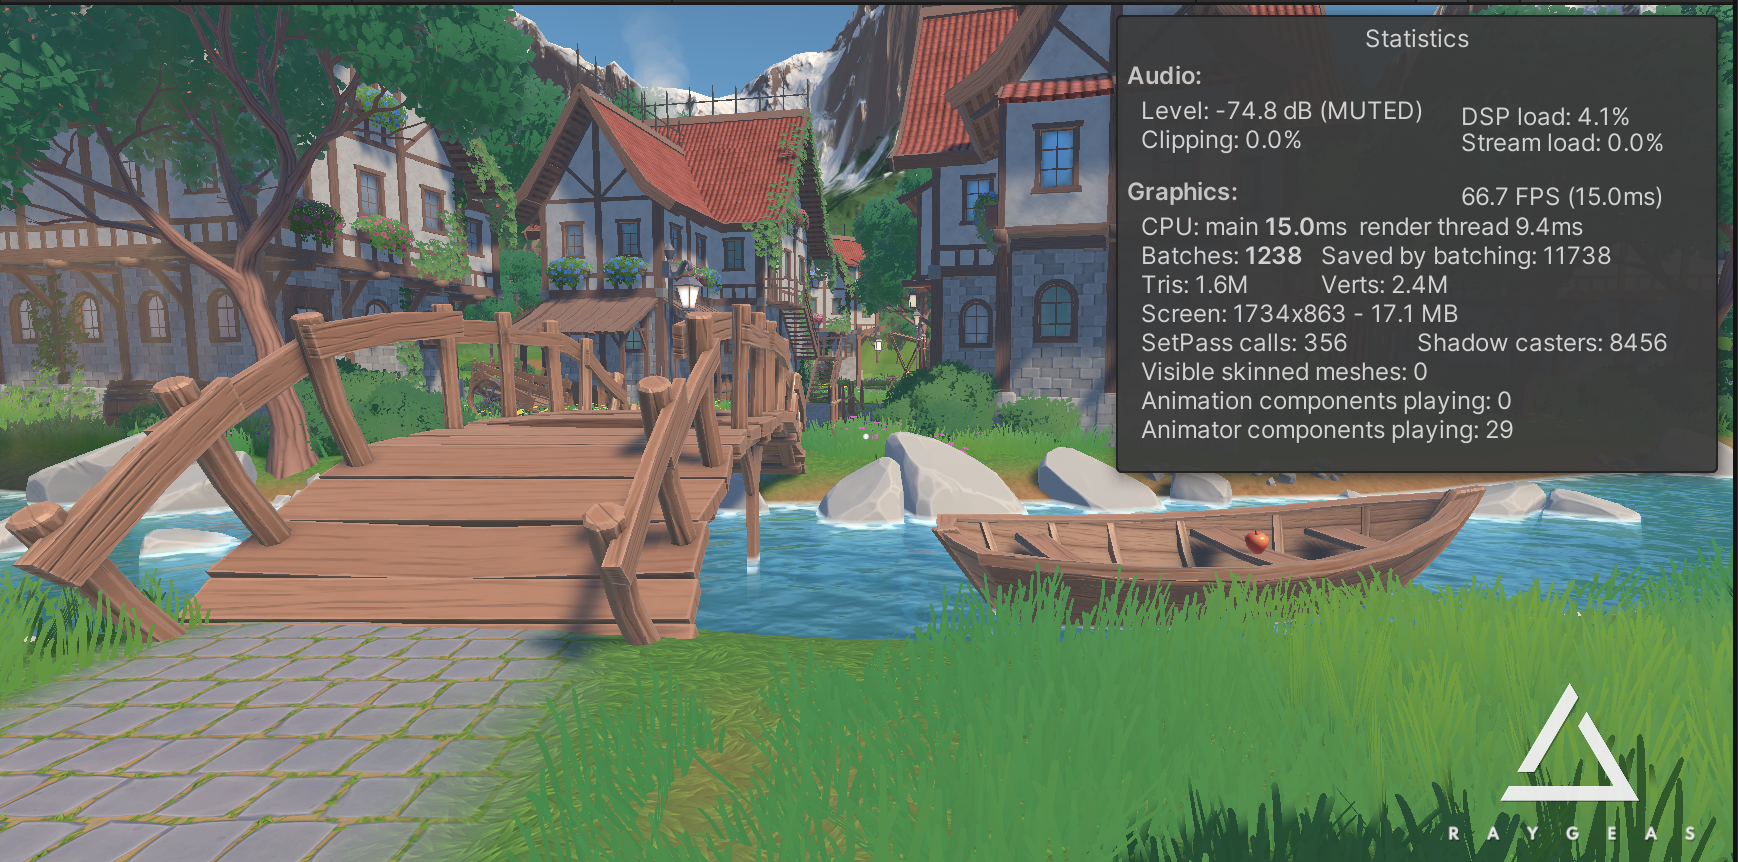 Statistics
Audio:
Level: -74.8 dB (MUTED) DSP load: 4.1%
Clipping: 0.0% Stream load: 0.0%
Graphics: 66.7 FPS (15.0ms)
CPU: main 15.0ms render thread 9.4ms
Batches: 1238 Saved by batching: 11738
Tris: 1.6M Verts: 2.4M
Screen: 1734x863 - 17.1 MB
SetPass calls: 356 Shadow casters: 8456
Visible skinned meshes: 0
Animation components playing: 0
Animator components playing: 29
RAYGEAS